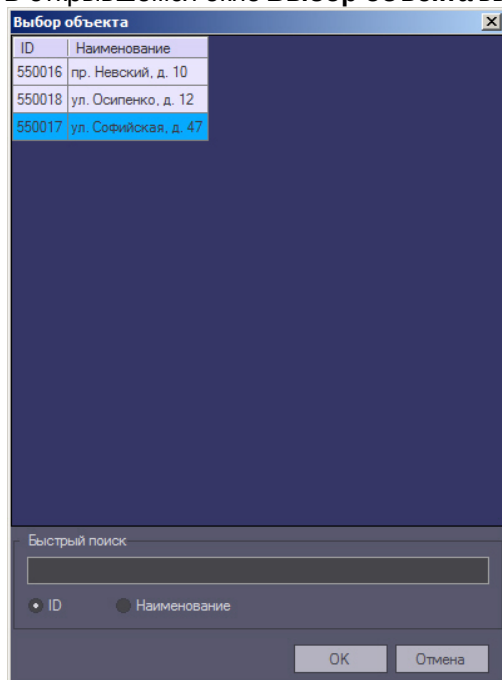 Выбор объекта
ID Наименование
550016 пр. Невский, д. 10
550018 ул. Осипенко, д. 12
550017 ул. Софийская, д. 47
Быстрый поиск
ID Наименование
OK Отмена